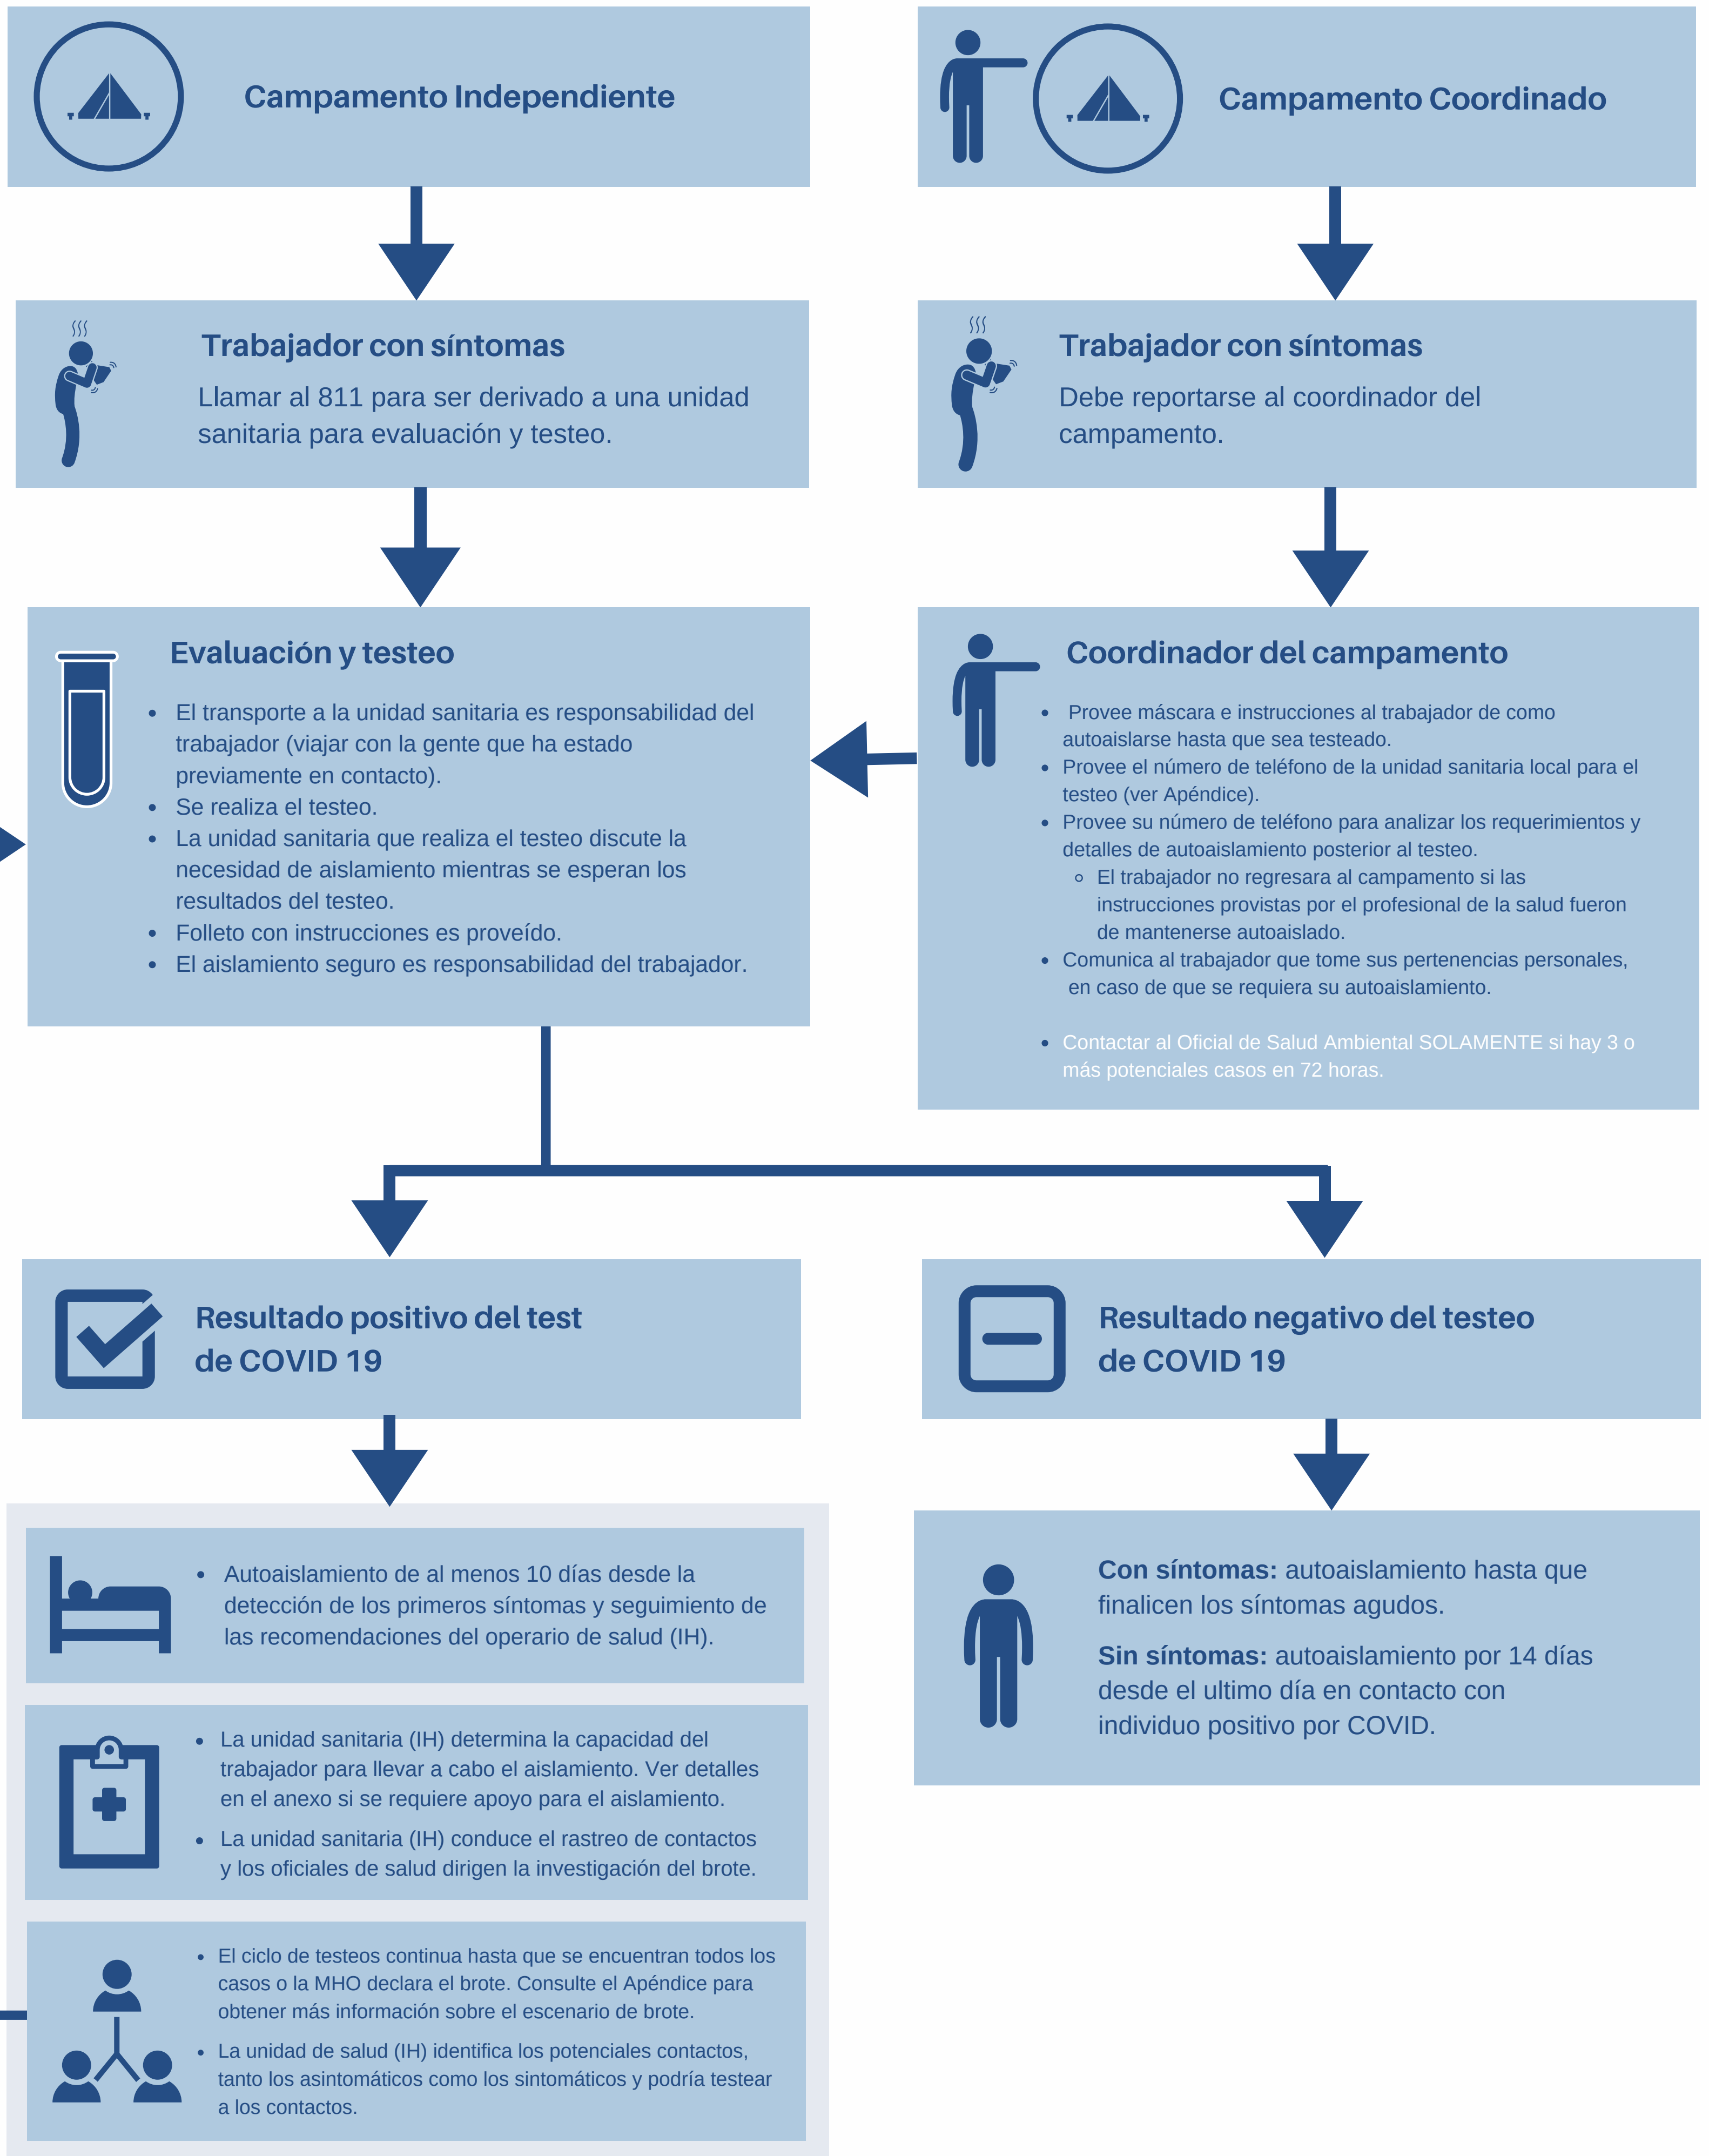 Campamento Independiente
Campamento Coordinado
Trabajador con síntomas
Llamar al 811 para ser derivado a una unidad
sanitaria para evaluación y testeo.
Trabajador con síntomas
Debe reportarse al coordinador del
campamento.
Evaluación y testeo
• El transporte a la unidad sanitaria es responsabilidad del
trabajador (viajar con la gente que ha estado
previamente en contacto).
• Se realiza el testeo.
• La unidad sanitaria que realiza el testeo discute la
necesidad de aislamiento mientras se esperan los
resultados del testeo.
• Folleto con instrucciones es proveído.
• El aislamiento seguro es responsabilidad del trabajador.
Coordinador del campamento
• Provee máscara e instrucciones al trabajador de como
autoaislarse hasta que sea testeado.
• Provee el número de teléfono de la unidad sanitaria local para el
testeo (ver Apéndice).
• Provee su número de teléfono para analizar los requerimientos y
detalles de autoaislamiento posterior al testeo.
◦ El trabajador no regresara al campamento si las
instrucciones provistas por el profesional de la salud fueron
de mantenerse autoaislado.
• Comunica al trabajador que tome sus pertenencias personales,
en caso de que se requiera su autoaislamiento.
• Contactar al Oficial de Salud Ambiental SOLAMENTE si hay 3 o
más potenciales casos en 72 horas.
Resultado positivo del test
de COVID 19
Resultado negativo del testeo
de COVID 19
• Autoaislamiento de al menos 10 días desde la
detección de los primeros síntomas y seguimiento de
las recomendaciones del operario de salud (IH).
• La unidad sanitaria (IH) determina la capacidad del
trabajador para llevar a cabo el aislamiento. Ver detalles
en el anexo si se requiere apoyo para el aislamiento.
• La unidad sanitaria (IH) conduce el rastreo de contactos
y los oficiales de salud dirigen la investigación del brote.
• El ciclo de testeos continua hasta que se encuentran todos los
casos o la MHO declara el brote. Consulte el Apéndice para
obtener más información sobre el escenario de brote.
• La unidad de salud (IH) identifica los potenciales contactos,
tanto los asintomáticos como los sintomáticos y podría testear
a los contactos.
Con síntomas: autoaislamiento hasta que
finalicen los síntomas agudos.
Sin síntomas: autoaislamiento por 14 días
desde el ultimo día en contacto con
individuo positivo por COVID.